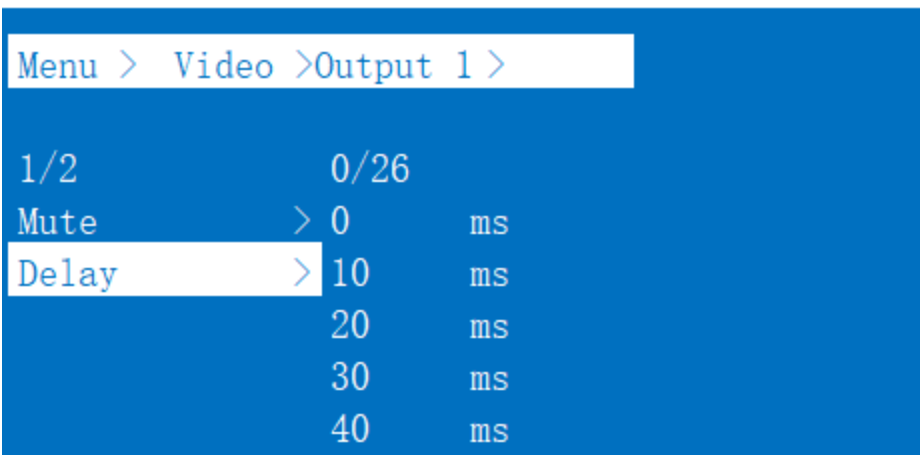 Menu > Video >Output 1 >
1/2 0/26
Mute > 0 ms
Delay > 10 ms
20 ms
30 ms
40 ms